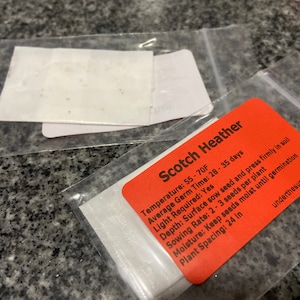 Scotch Heather
Temperature: 55 - 70F
Average Germ Time: 28 - 35 days
Light Required: Yes
Depth: Surface sow seed and press firmly in soil
Sowing Rate: 2 - 3 seeds per plant
Moisture: Keep seeds moist until germination
Plant Spacing: 24 in